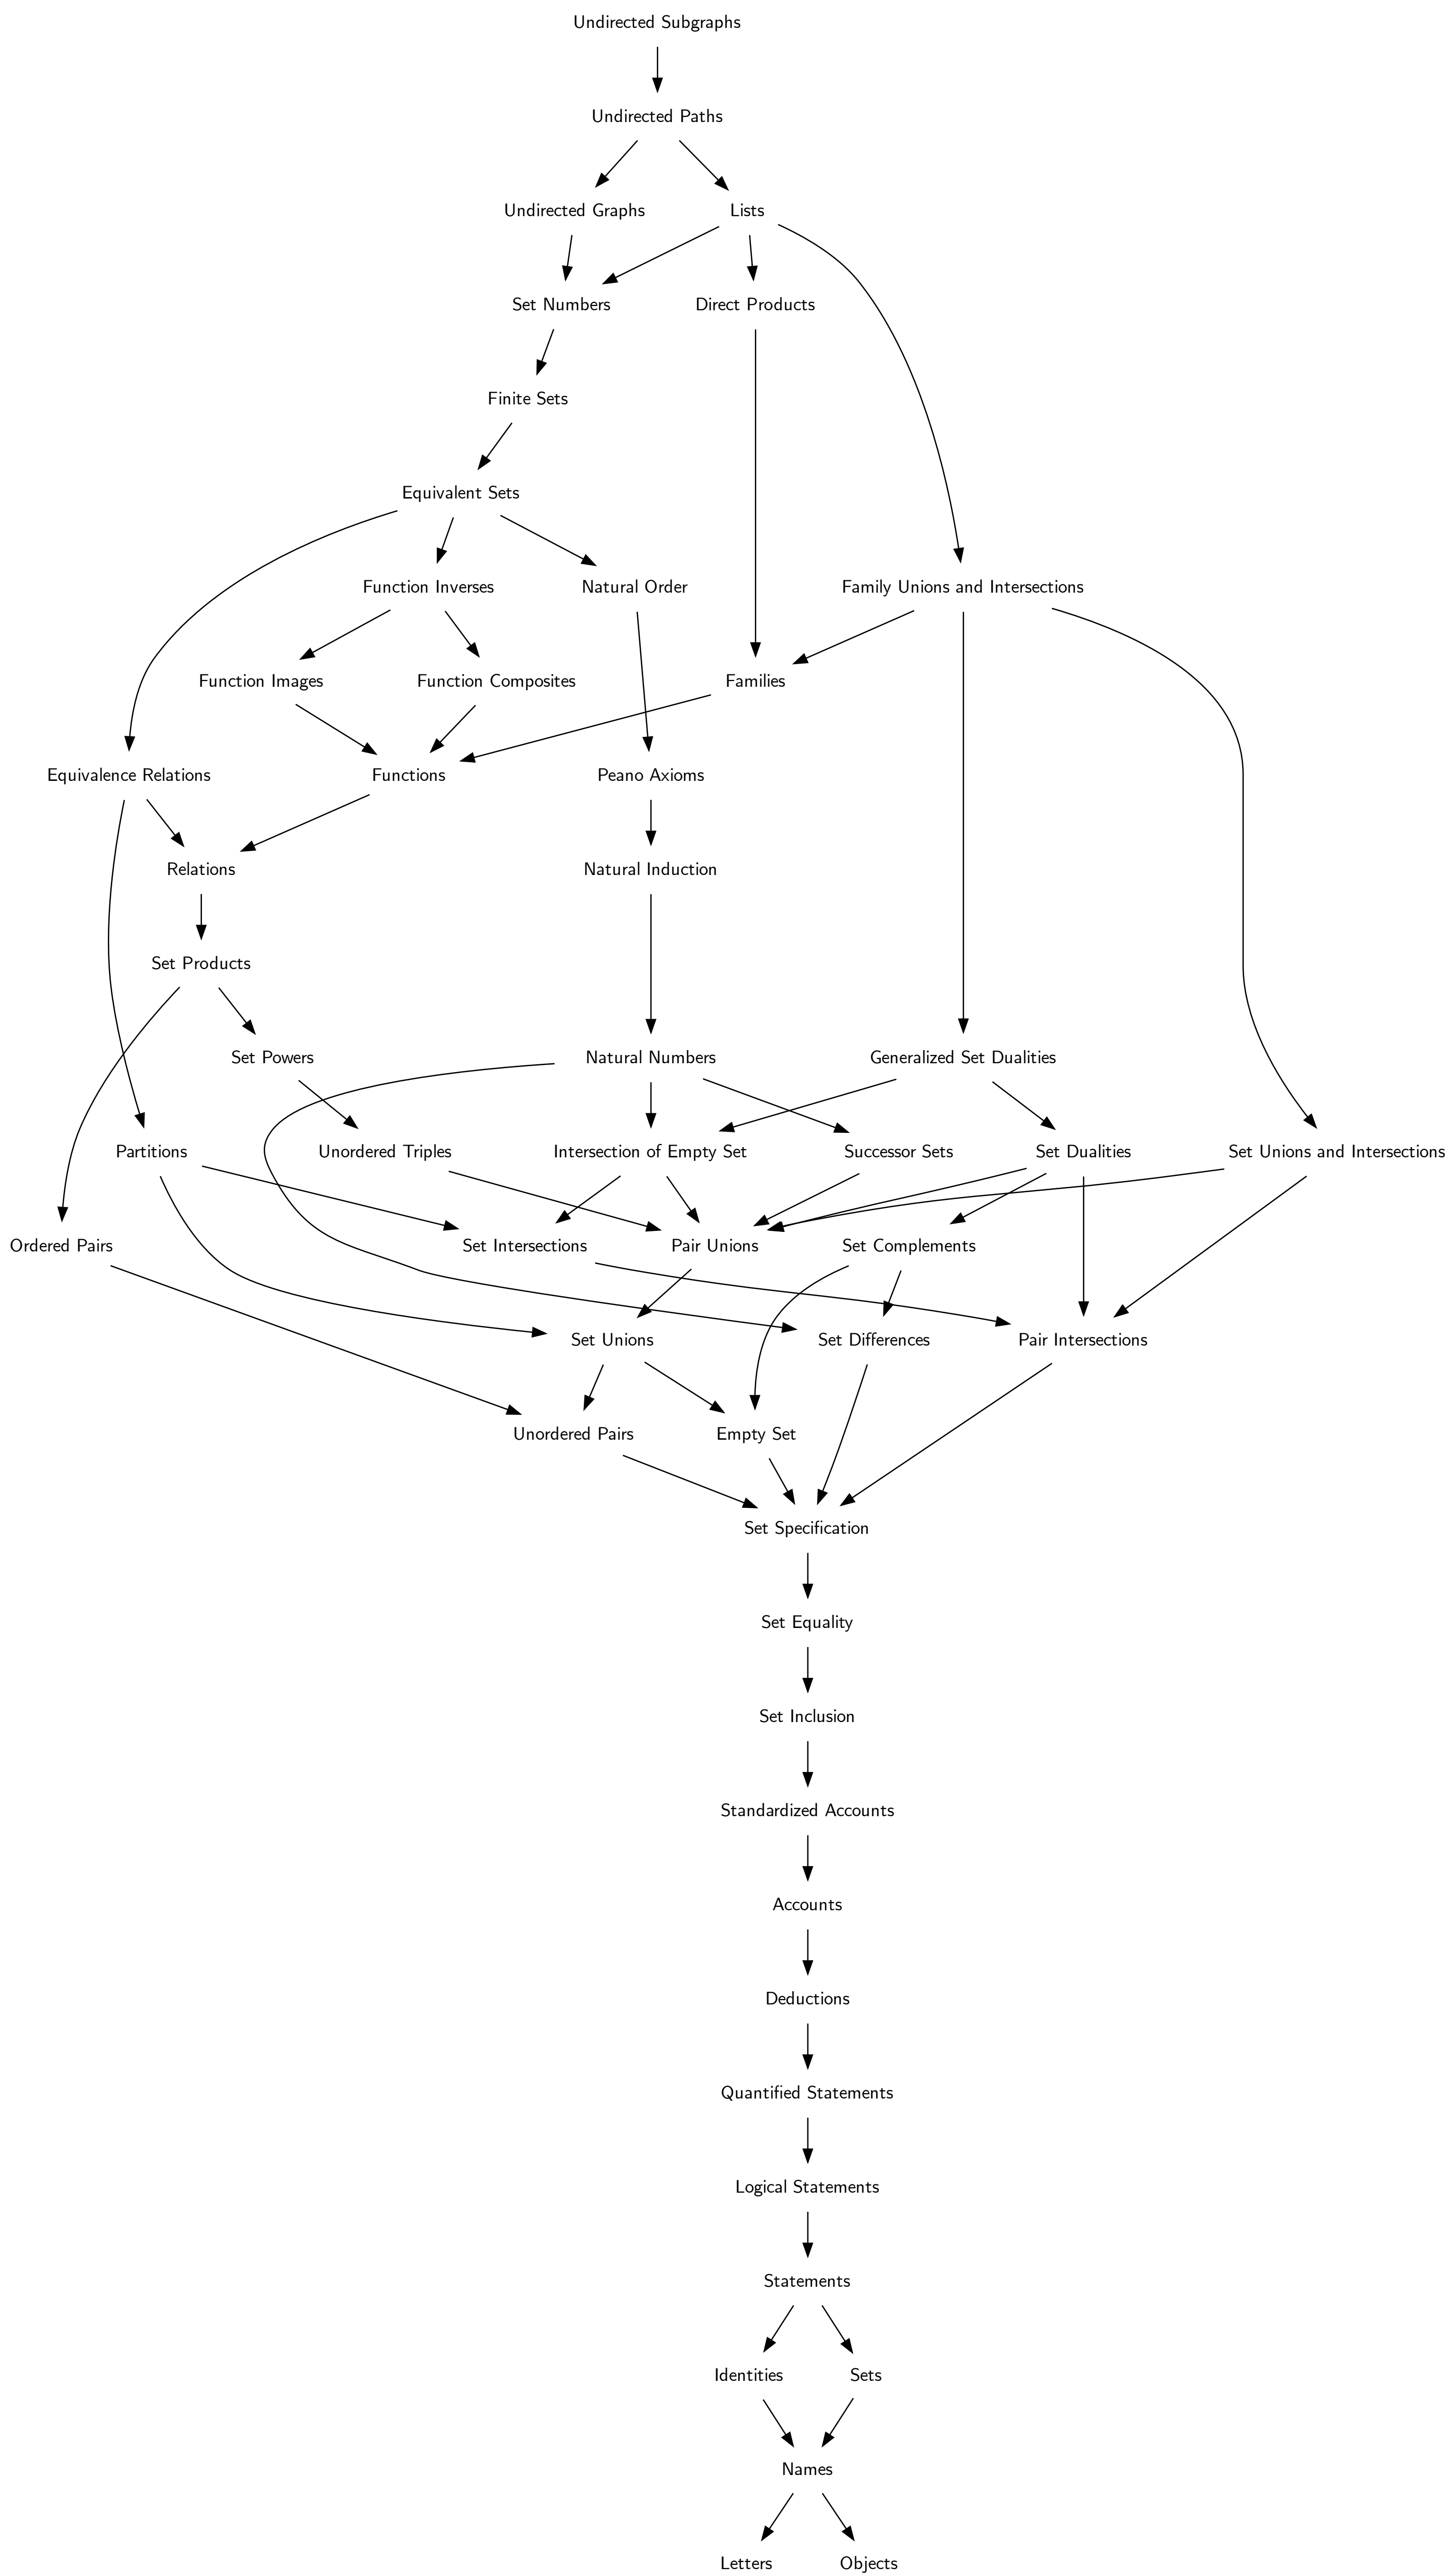 Undirected Subgraphs
Undirected Paths
Undirected Graphs
Lists
Set Numbers
Direct Products
Finite Sets
Equivalent Sets
Function Inverses
Natural Order
Family Unions and Intersections
Function Images
Function Composites
Families
Equivalence Relations
Functions
Peano Axioms
Relations
Natural Induction
Set Products
Set Powers
Natural Numbers
Generalized Set Dualities
Partitions
Unordered Triples
Intersection of Empty Set
Successor Sets
Set Dualities
Set Unions and Intersections
Ordered Pairs
Set Intersections
Pair Unions
Set Complements
Set Unions
Set Differences
Pair Intersections
Unordered Pairs
Empty Set
Set Specification
Set Equality
Set Inclusion
Standardized Accounts
Accounts
Deductions
Quantified Statements
Logical Statements
Statements
Identities
Sets
Names
Letters
Objects